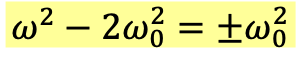 ω² − 2ω₀² = ±ω₀²